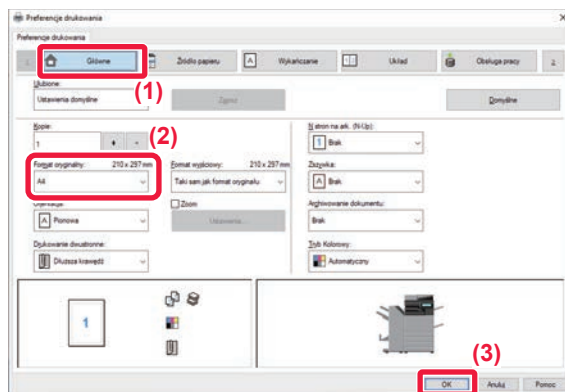 Preferencje drukowania
Preferencje drukowania
Główne
Źródło papieru
Wykańczanie
Układ
Obsługa pracy
Ulubione:
(1)
Ustawienia domyślne
Zapisz
Domyślne
Kopie:
(2)
N stron na ark. (N-Up):
1
1 Brak
Format oryginalny:
210 x 297 mm
Format wyjściowy:
210 x 297 mm
Zszywka:
A4
Taki sam jak format oryginału
A Brak
Orientacja:
Zoom
Archiwowanie dokumentu:
A Pionowa
Ustawienia...
Brak
Drukowanie dwustronne:
Tryb Kolorowy:
Dłuższa krawędź
Automatyczny
1
(3)
OK
Anuluj
Pomoc